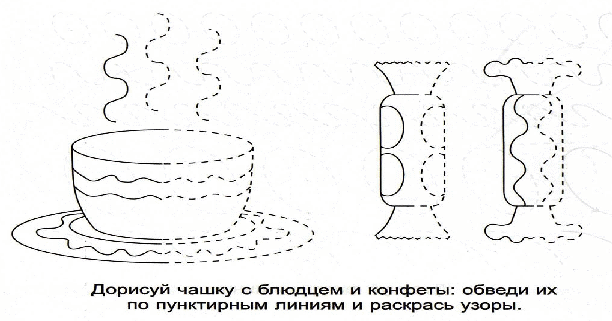 Дорисуй чашку с блюдцем и конфеты: обведи их
по пунктирным линиям и раскрась узоры.